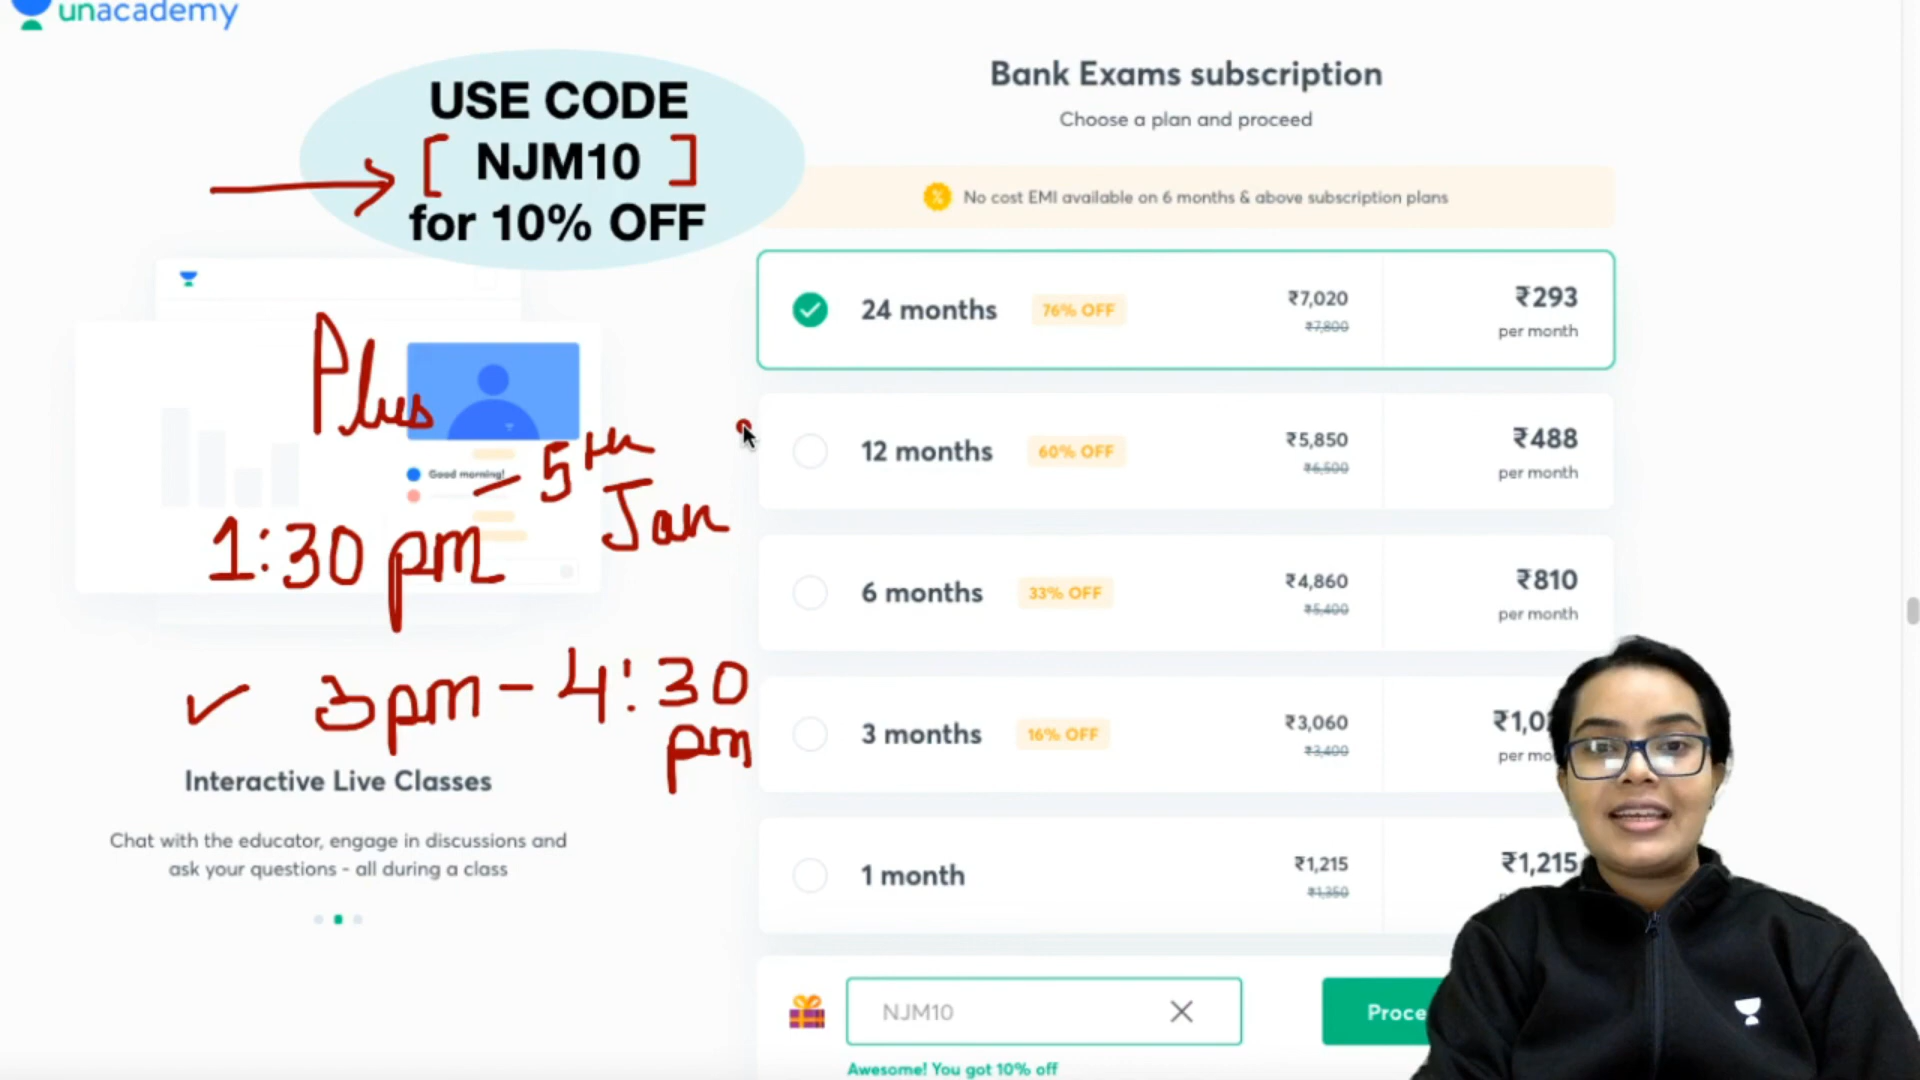 unacademy
USE CODE
[ NJM10 ]
for 10% OFF
Plus
Good morning!
1:30 pm – 5th Jan
3pm – 4:30 pm
Interactive Live Classes
Chat with the educator, engage in discussions and
ask your questions - all during a class
Bank Exams subscription
Choose a plan and proceed
No cost EMI available on 6 months & above subscription plans
24 months 76% OFF ₹7,020 ₹293
₹7,800 per month
12 months 60% OFF ₹5,850 ₹488
₹6,500 per month
6 months 33% OFF ₹4,860 ₹810
₹5,400 per month
3 months 16% OFF ₹3,060
₹3,400 per
1 month ₹1,215 ₹1,215
₹1,350
NJM10
Awesome! You got 10% off